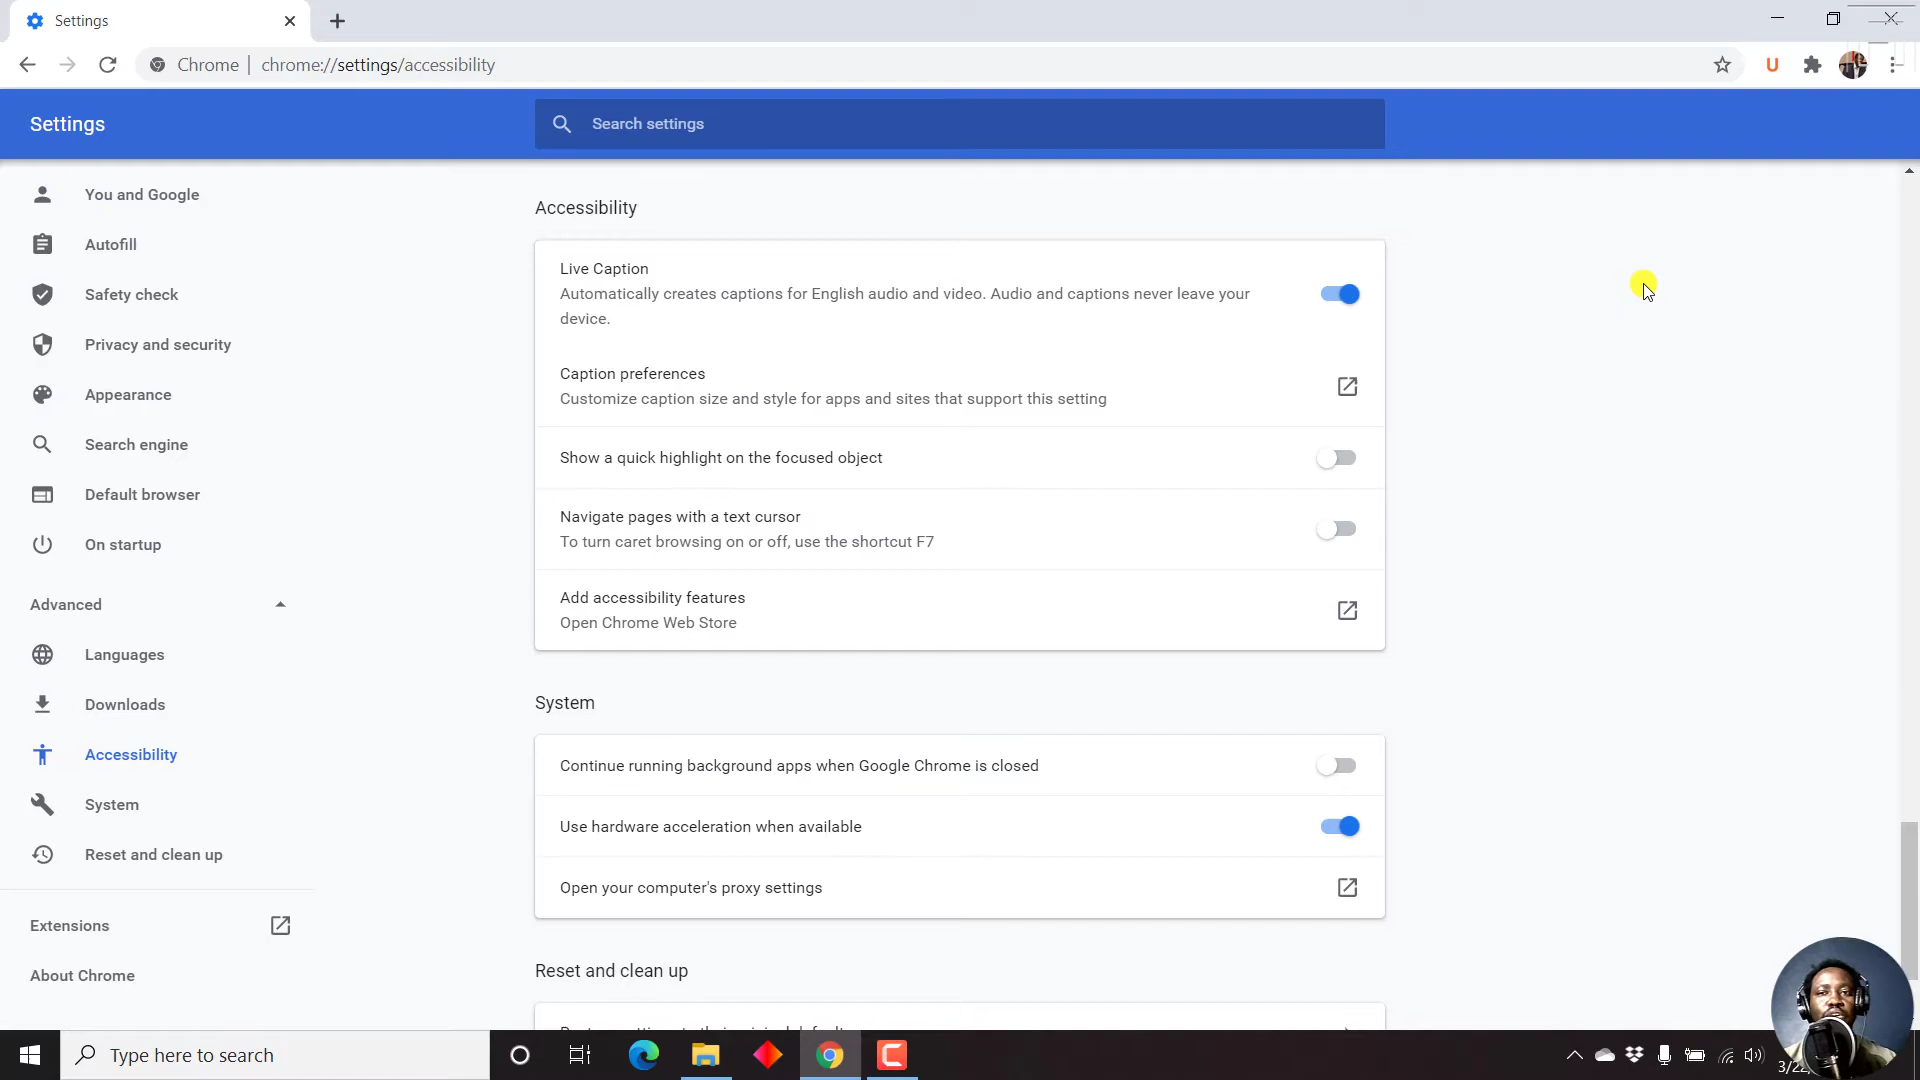 Settings
Chrome | chrome://settings/accessibility
U
Settings
Search settings
You and Google
Autofill
Safety check
Privacy and security
Appearance
Search engine
Default browser
On startup
Advanced
Languages
Downloads
Accessibility
System
Reset and clean up
Extensions
About Chrome
Accessibility
Live Caption
Automatically creates captions for English audio and video. Audio and captions never leave your
device.
Caption preferences
Customize caption size and style for apps and sites that support this setting
Show a quick highlight on the focused object
Navigate pages with a text cursor
To turn caret browsing on or off, use the shortcut F7
Add accessibility features
Open Chrome Web Store
System
Continue running background apps when Google Chrome is closed
Use hardware acceleration when available
Open your computer's proxy settings
Reset and clean up
Type here to search